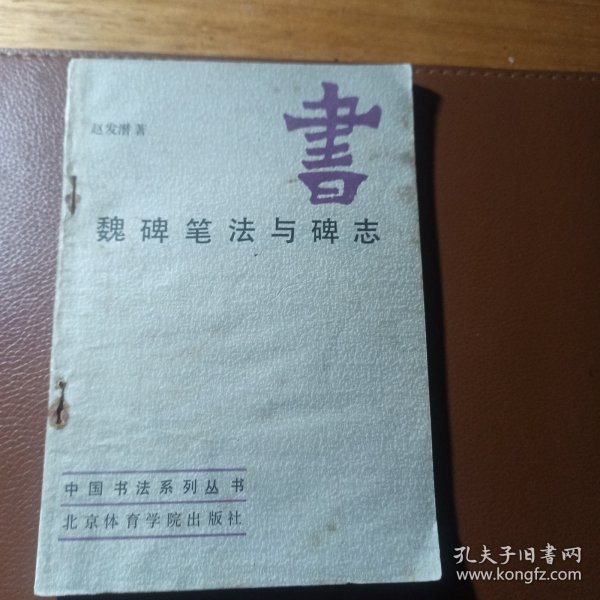 書
赵发潜 著
魏碑笔法与碑志
中国书法系列丛书
北京体育学院出版社
孔夫子旧书网
www.kongfz.com